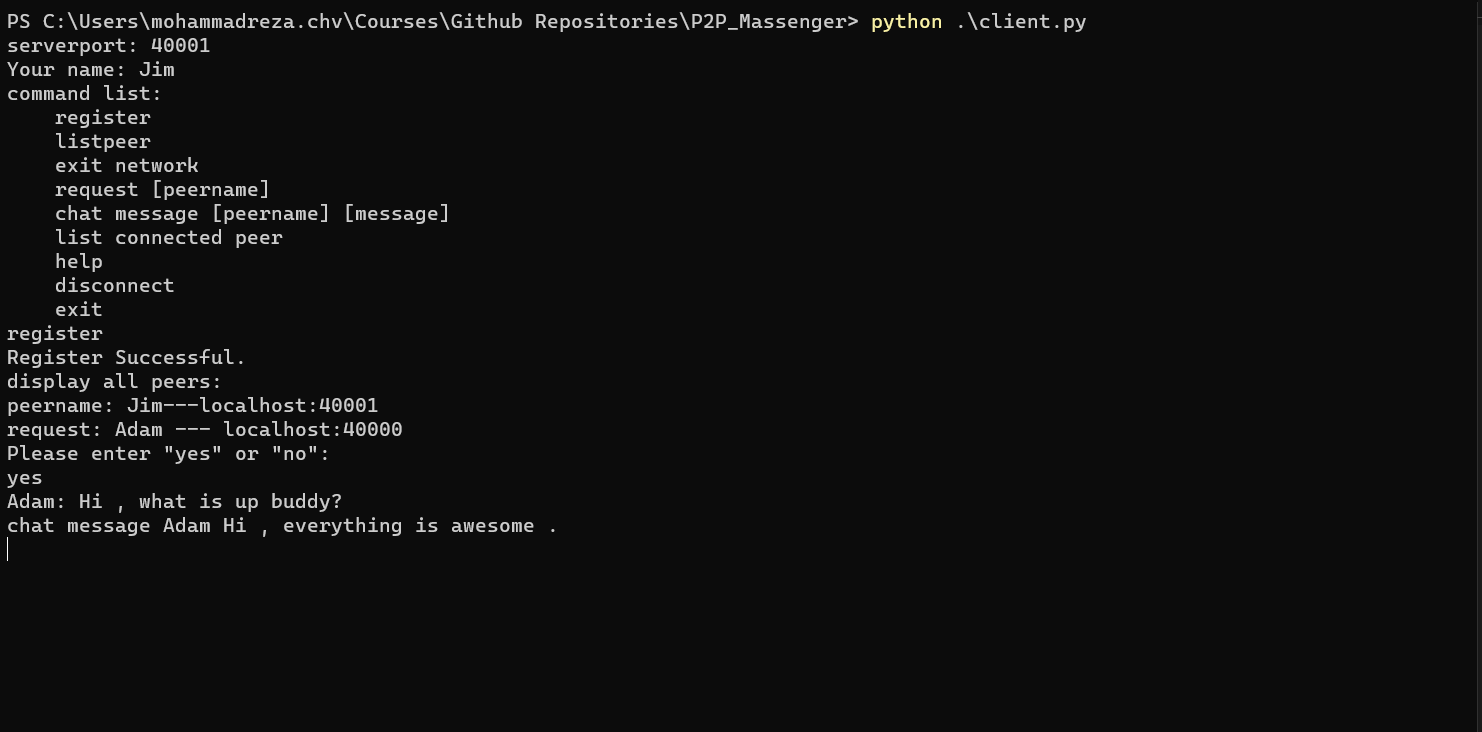 PS C:\Users\mohammadreza.chv\Courses\Github Repositories\P2P_Massenger> python .\client.py
serverport: 40001
Your name: Jim
command list:
    register
    listpeer
    exit network
    request [peername]
    chat message [peername] [message]
    list connected peer
    help
    disconnect
    exit
register
Register Successful.
display all peers:
peername: Jim---localhost:40001
request: Adam --- localhost:40000
Please enter "yes" or "no":
yes
Adam: Hi , what is up buddy?
chat message Adam Hi , everything is awesome .